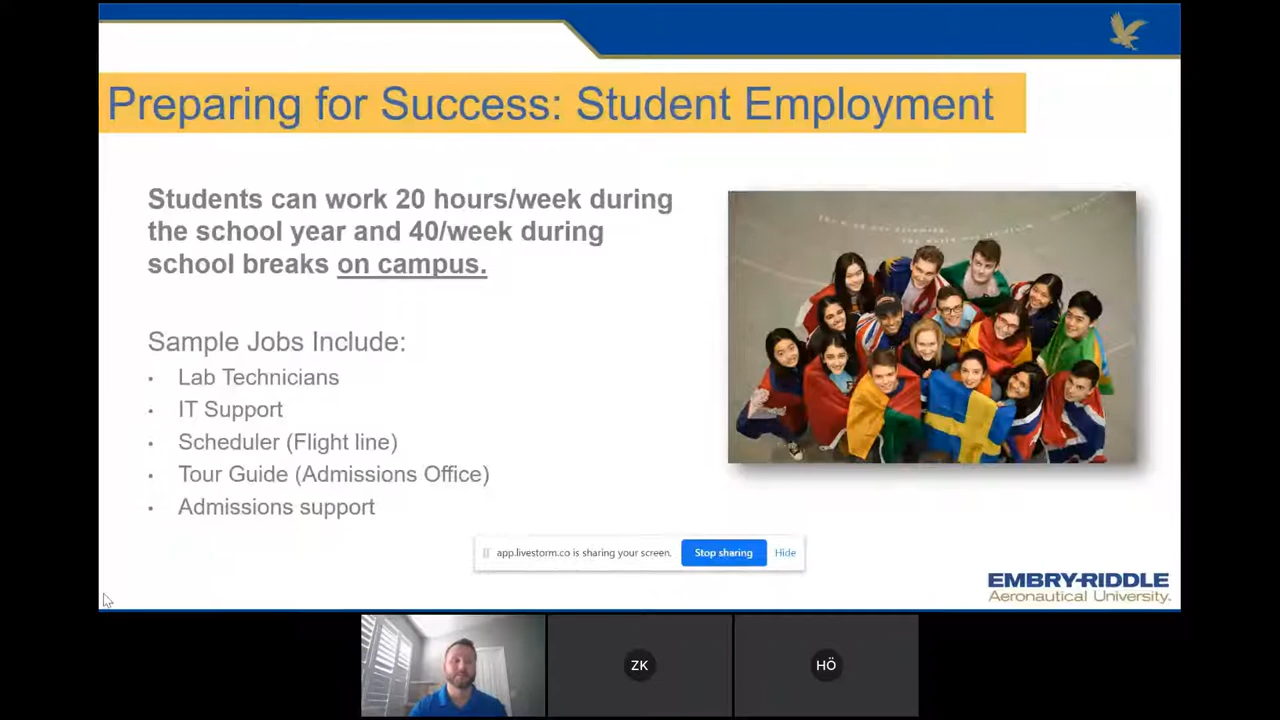 Preparing for Success: Student Employment
Students can work 20 hours/week during
the school year and 40/week during
school breaks on campus.
Sample Jobs Include:
• Lab Technicians
• IT Support
• Scheduler (Flight line)
• Tour Guide (Admissions Office)
• Admissions support
app.livestorm.co is sharing your screen.
Stop sharing
Hide
EMBRY-RIDDLE
Aeronautical University.
ZK
HÖ